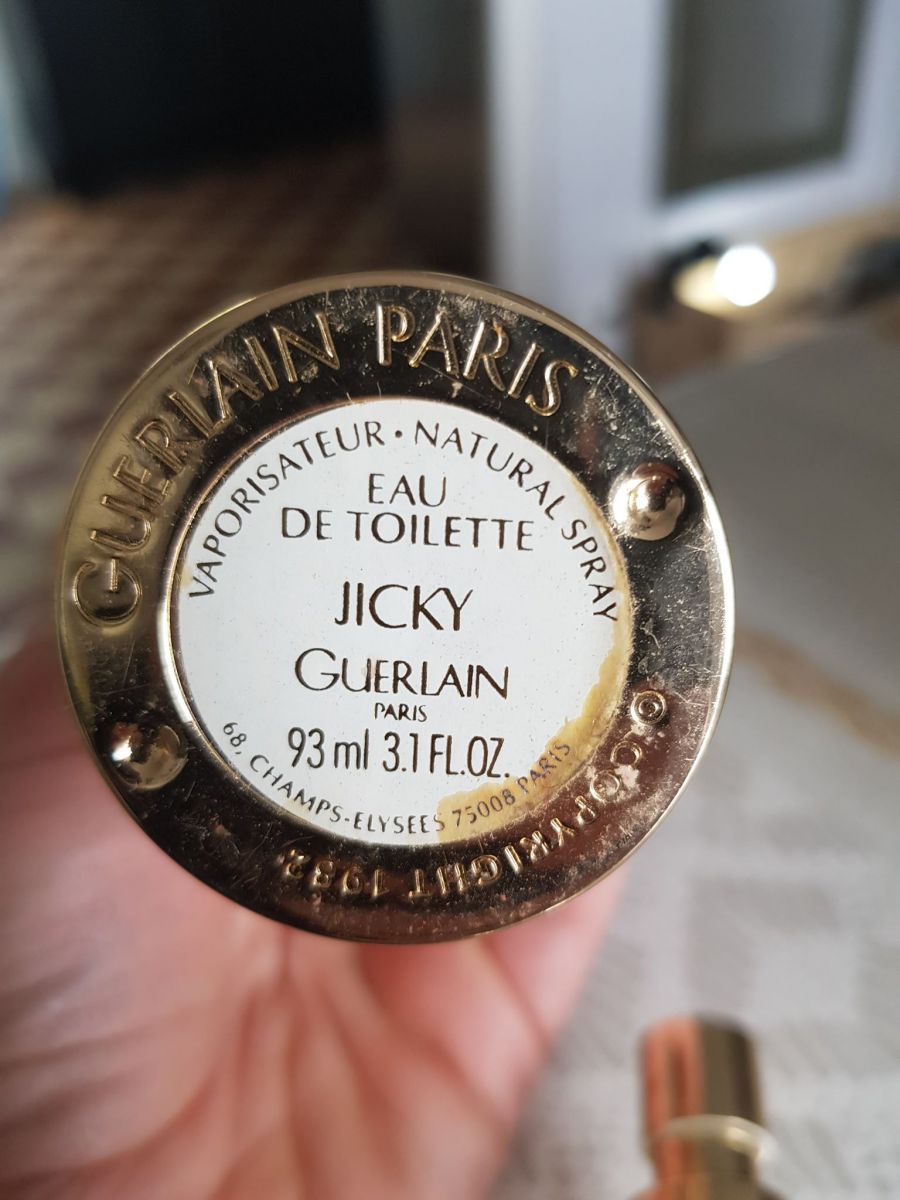 GUERLAIN PARIS
VAPORISATEUR • NATURAL SPRAY
EAU
DE TOILETTE
JICKY
GUERLAIN
PARIS
93 ml 3.1 FL.OZ.
68, CHAMPS-ELYSEES 75008 PARIS
© COPYRIGHT 1982